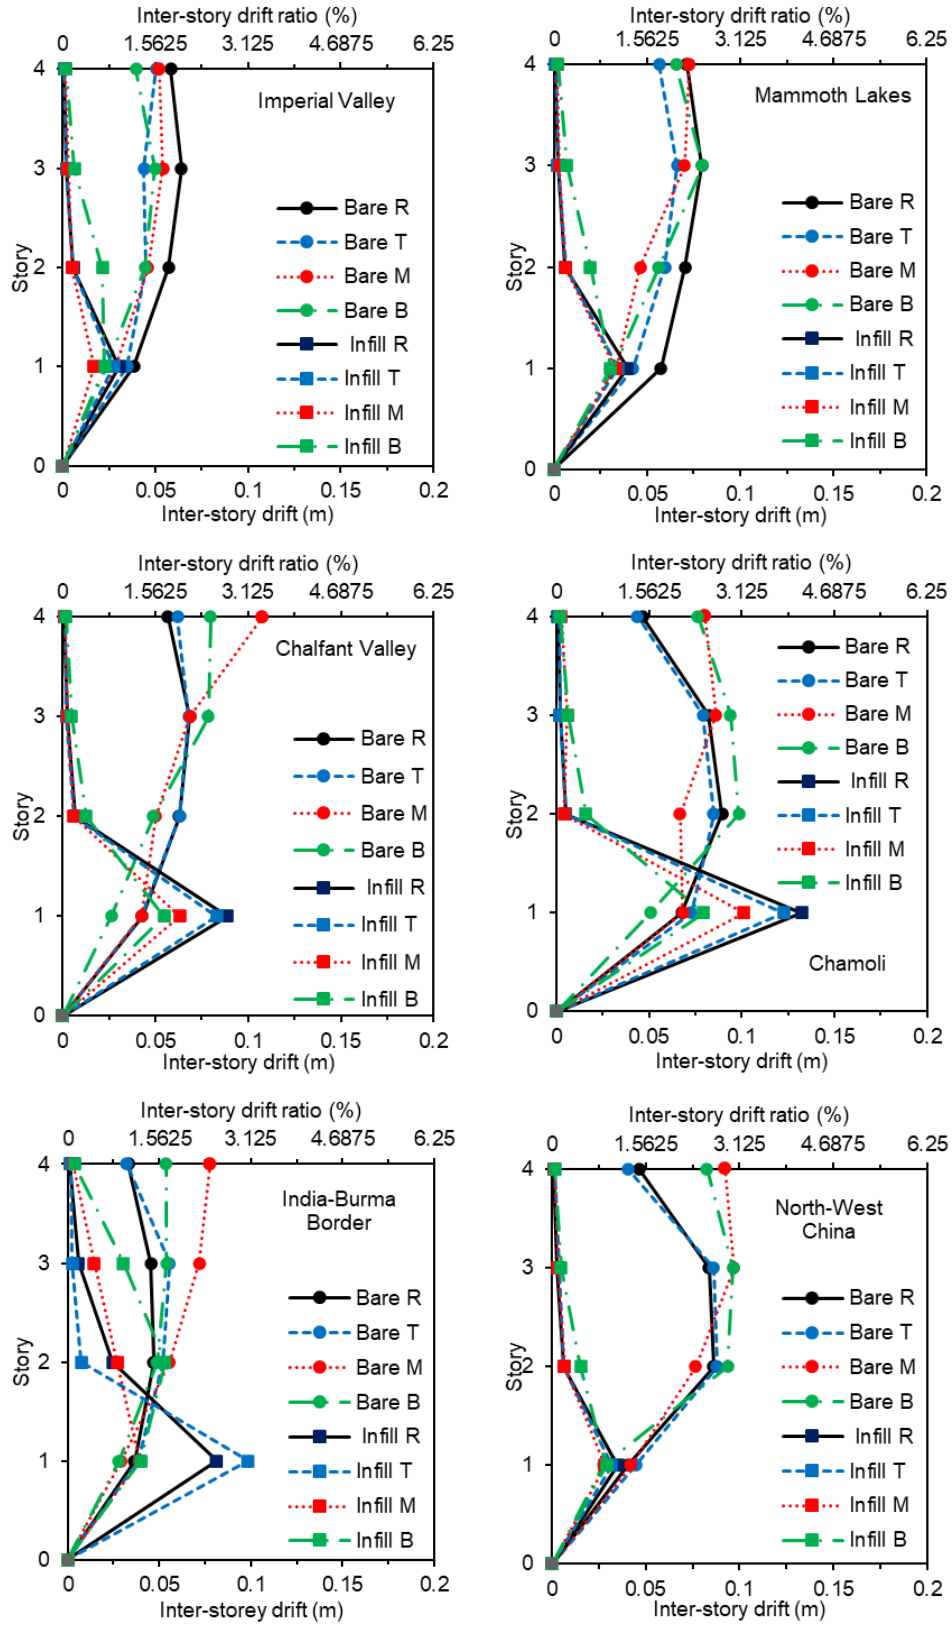 Inter-story drift ratio (%)
0 1.5625 3.125 4.6875 6.25
4
Imperial Valley
3
Bare R
Bare T
Story
2
Bare M
Bare B
Infill R
1
Infill T
Infill M
Infill B
0
0 0.05 0.1 0.15 0.2
Inter-story drift (m)
Inter-story drift ratio (%)
0 1.5625 3.125 4.6875 6.25
4
Mammoth Lakes
3
Bare R
Bare T
Story
2
Bare M
Bare B
Infill R
1
Infill T
Infill M
Infill B
0
0 0.05 0.1 0.15 0.2
Inter-story drift (m)
Inter-story drift ratio (%)
0 1.5625 3.125 4.6875 6.25
4
Chalfant Valley
3
Bare R
Bare T
Story
2
Bare M
Bare B
Infill R
1
Infill T
Infill M
Infill B
0
0 0.05 0.1 0.15 0.2
Inter-story drift (m)
Inter-story drift ratio (%)
0 1.5625 3.125 4.6875 6.25
4
Bare R
Bare T
3
Bare M
Bare B
Infill R
Story
2
Infill T
Infill M
Infill B
1
Chamoli
0
0 0.05 0.1 0.15 0.2
Inter-story drift (m)
Inter-story drift ratio (%)
0 1.5625 3.125 4.6875 6.25
4
India-Burma
Border
3
Bare R
Bare T
Story
2
Bare M
Bare B
Infill R
1
Infill T
Infill M
Infill B
0
0 0.05 0.1 0.15 0.2
Inter-storey drift (m)
Inter-story drift ratio (%)
0 1.5625 3.125 4.6875 6.25
4
North-West
China
3
Bare R
Bare T
Story
2
Bare M
Bare B
Infill R
1
Infill T
Infill M
Infill B
0
0 0.05 0.1 0.15 0.2
Inter-story drift (m)